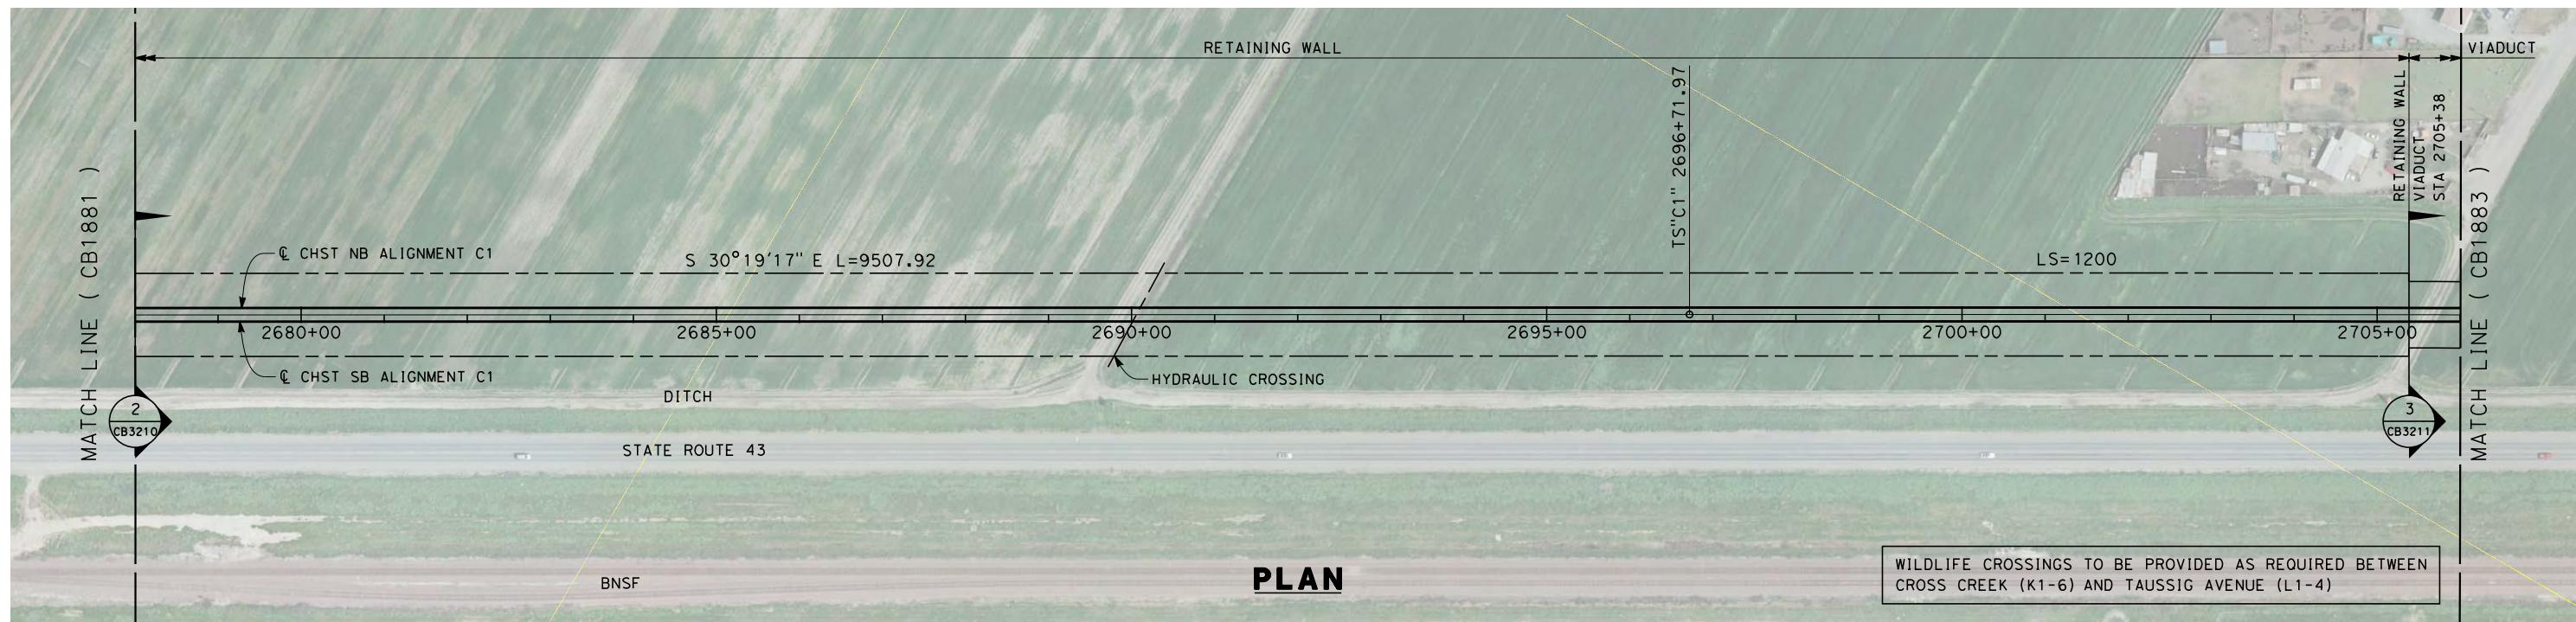 RETAINING WALL
VIADUCT
MATCH LINE ( CB1881 )
TS"C1" 2696+71.97
RETAINING WALL
VIADUCT
STA 2705+38
MATCH LINE ( CB1883 )
℄ CHST NB ALIGNMENT C1
S 30°19'17" E L=9507.92
LS=1200
2680+00
2685+00
2690+00
2695+00
2700+00
2705+00
℄ CHST SB ALIGNMENT C1
HYDRAULIC CROSSING
DITCH
2
CB3210
3
CB3211
STATE ROUTE 43
BNSF
PLAN
WILDLIFE CROSSINGS TO BE PROVIDED AS REQUIRED BETWEEN
CROSS CREEK (K1-6) AND TAUSSIG AVENUE (L1-4)